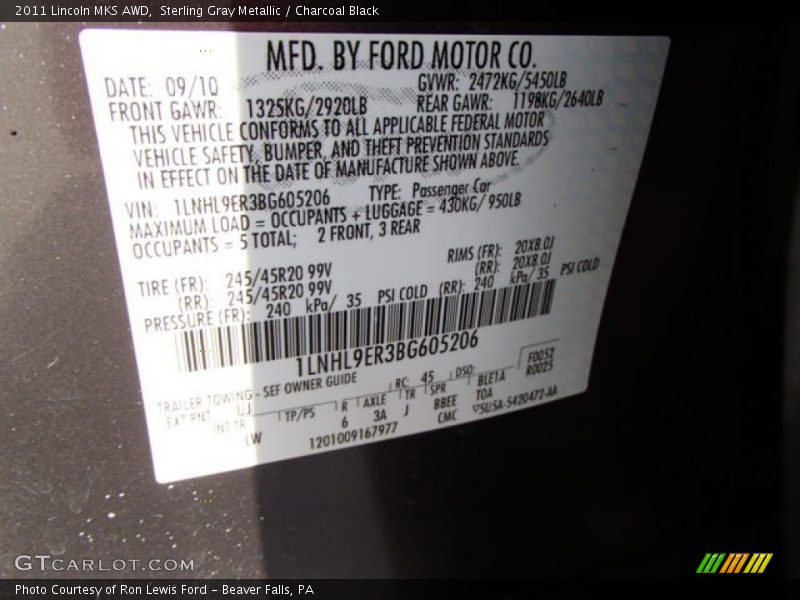 2011 Lincoln MKS AWD, Sterling Gray Metallic / Charcoal Black
MFD. BY FORD MOTOR CO.
DATE: 09/10 GVWR: 2472KG/5450LB
FRONT GAWR: 1325KG/2920LB REAR GAWR: 1198KG/2640LB
THIS VEHICLE CONFORMS TO ALL APPLICABLE FEDERAL MOTOR
VEHICLE SAFETY, BUMPER, AND THEFT PREVENTION STANDARDS
IN EFFECT ON THE DATE OF MANUFACTURE SHOWN ABOVE.
VIN: 1LNHL9ER3BG605206 TYPE: Passenger Car
MAXIMUM LOAD = OCCUPANTS + LUGGAGE = 430KG/ 950LB
OCCUPANTS = 5 TOTAL; 2 FRONT, 3 REAR
TIRE (FR): 245/45R20 99V RIMS (FR): 20X8.0J
(RR): 245/45R20 99V (RR): 20X8.0J
PRESSURE (FR): 240 kPa/ 35 PSI COLD (RR): 240 kPa/ 35 PSI COLD
1LNHL9ER3BG605206
TRAILER TOWING - SEE OWNER GUIDE RC: 45 DSO: F0052
EXT PNT: UJ TP/PS R AXLE TR SPR BLE1A R0025
INT TR 6 3A J BBEE TOA
LW 1201009167977 CMC 5U5A-5420472-AA
GTCARLOT.COM
Photo Courtesy of Ron Lewis Ford - Beaver Falls, PA